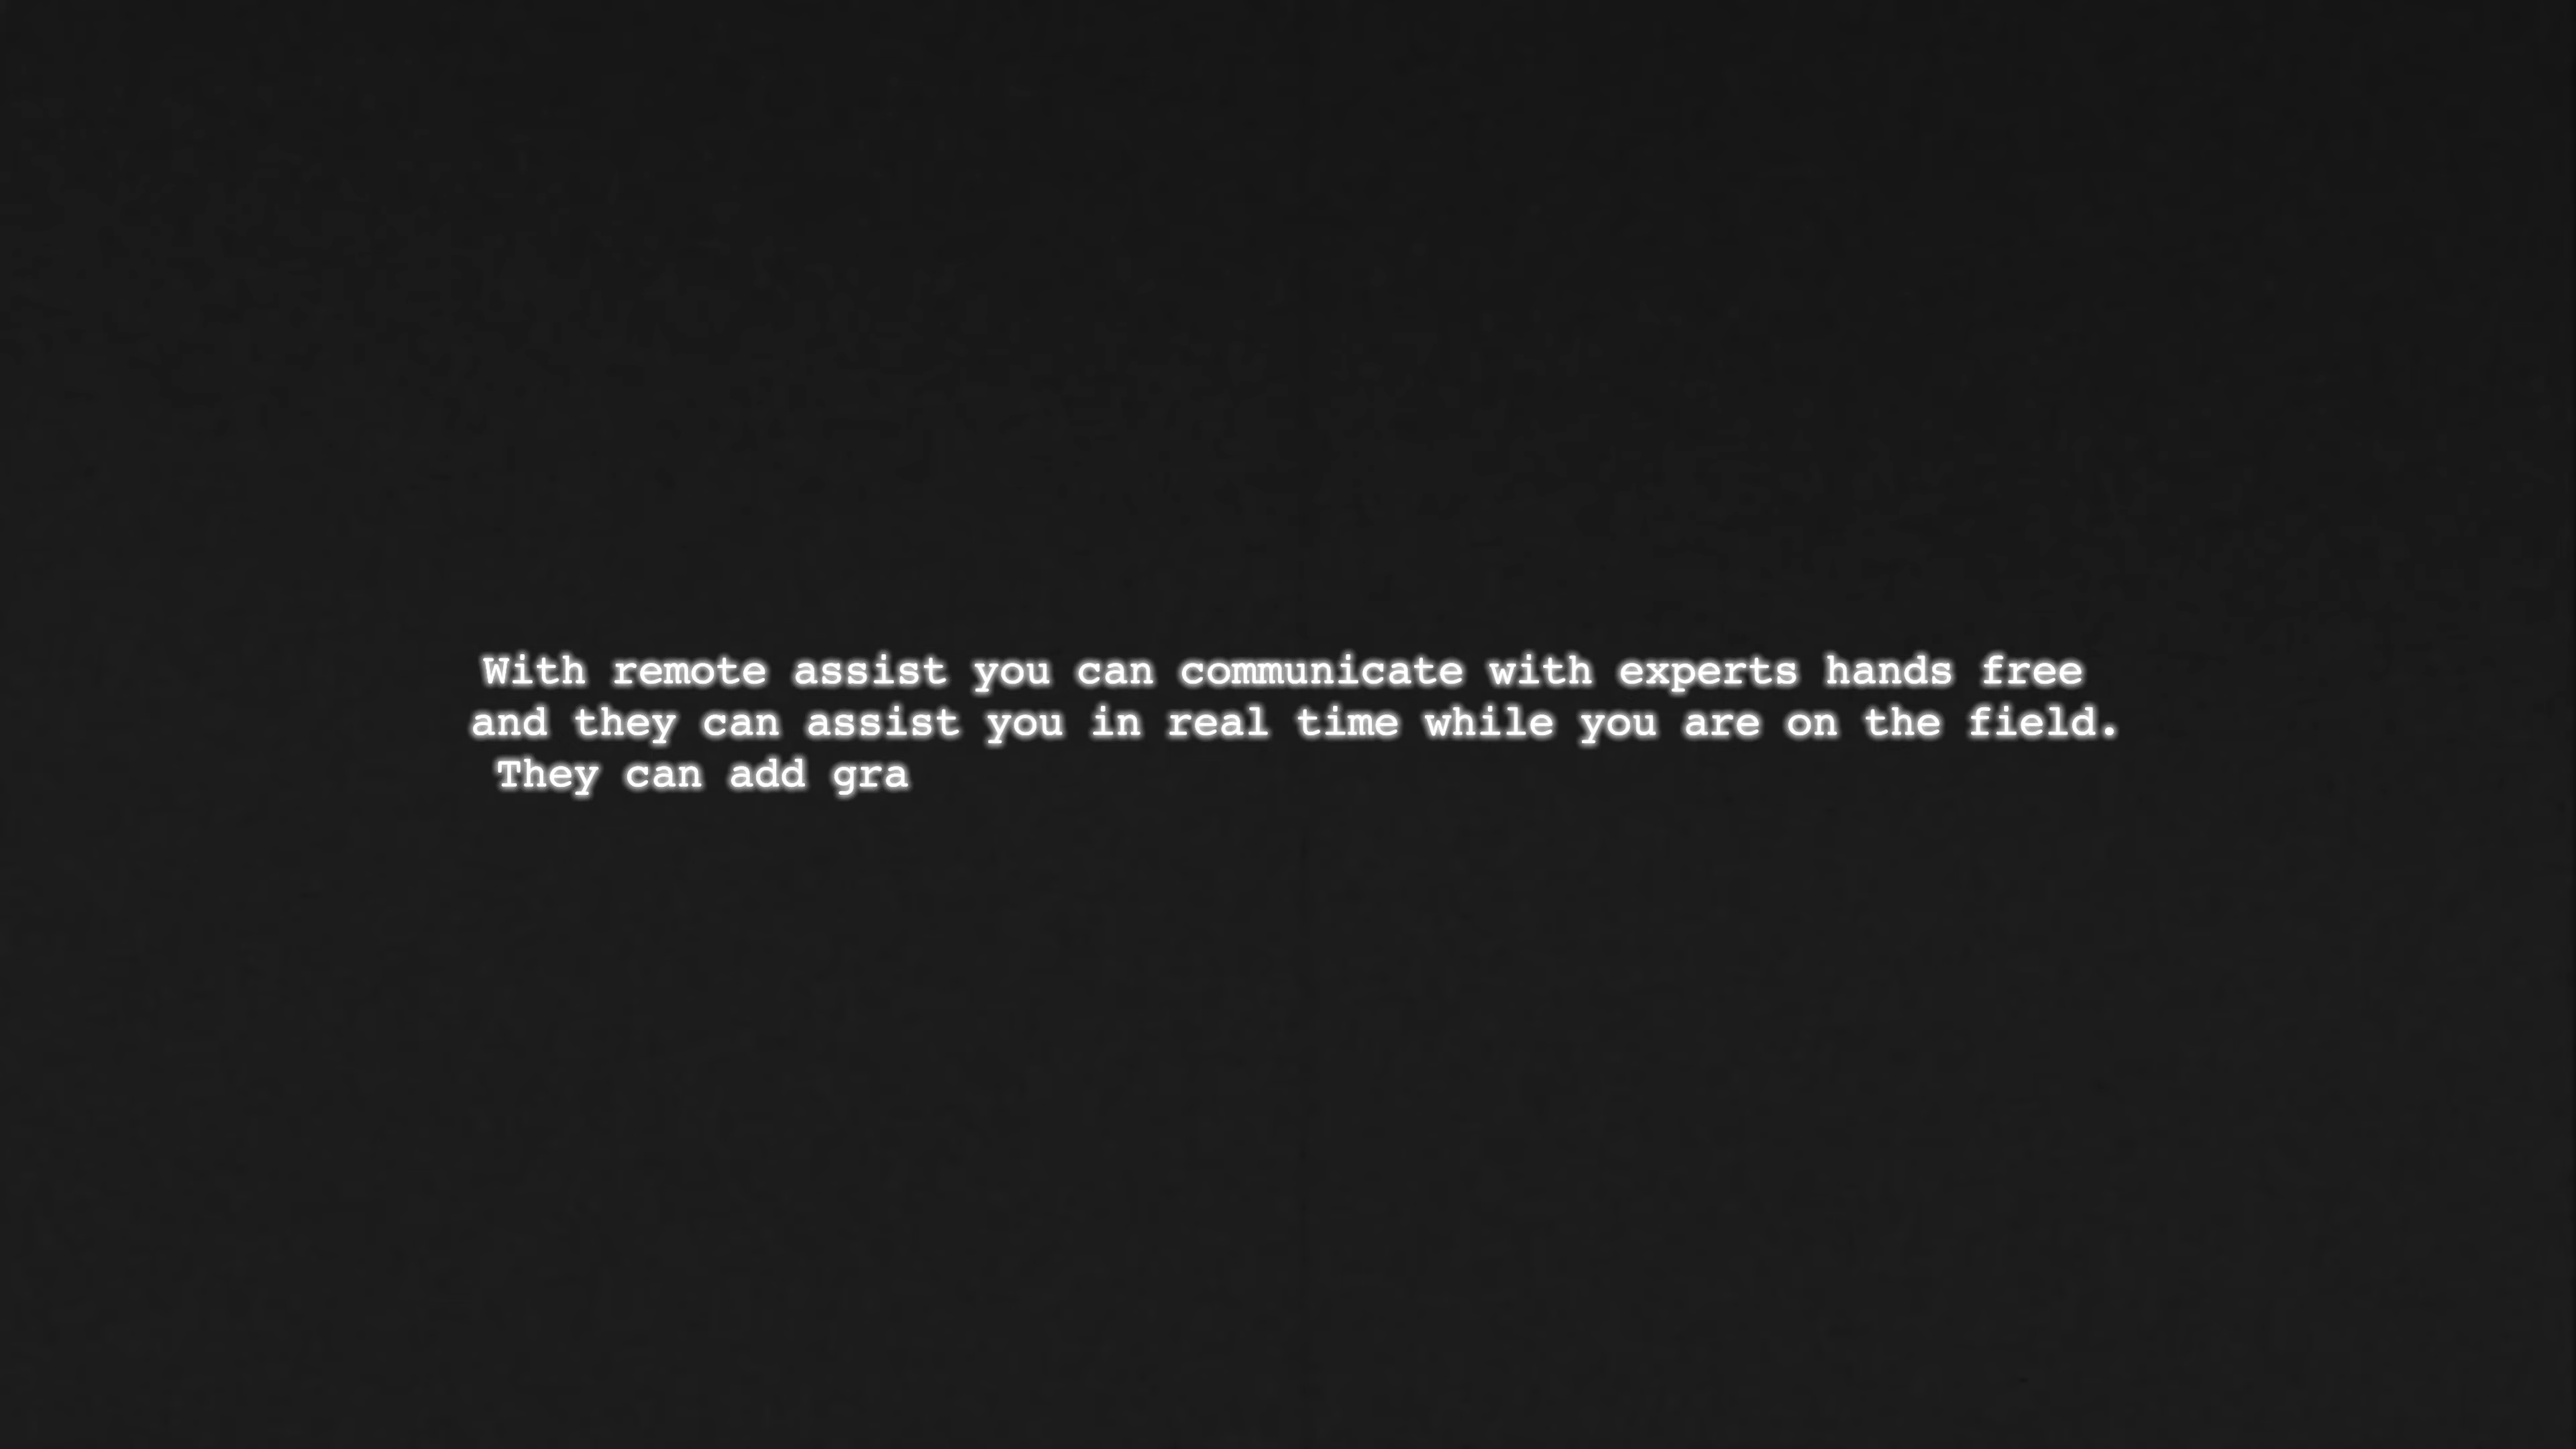 With remote assist you can communicate with experts hands free
and they can assist you in real time while you are on the field.
They can add gra